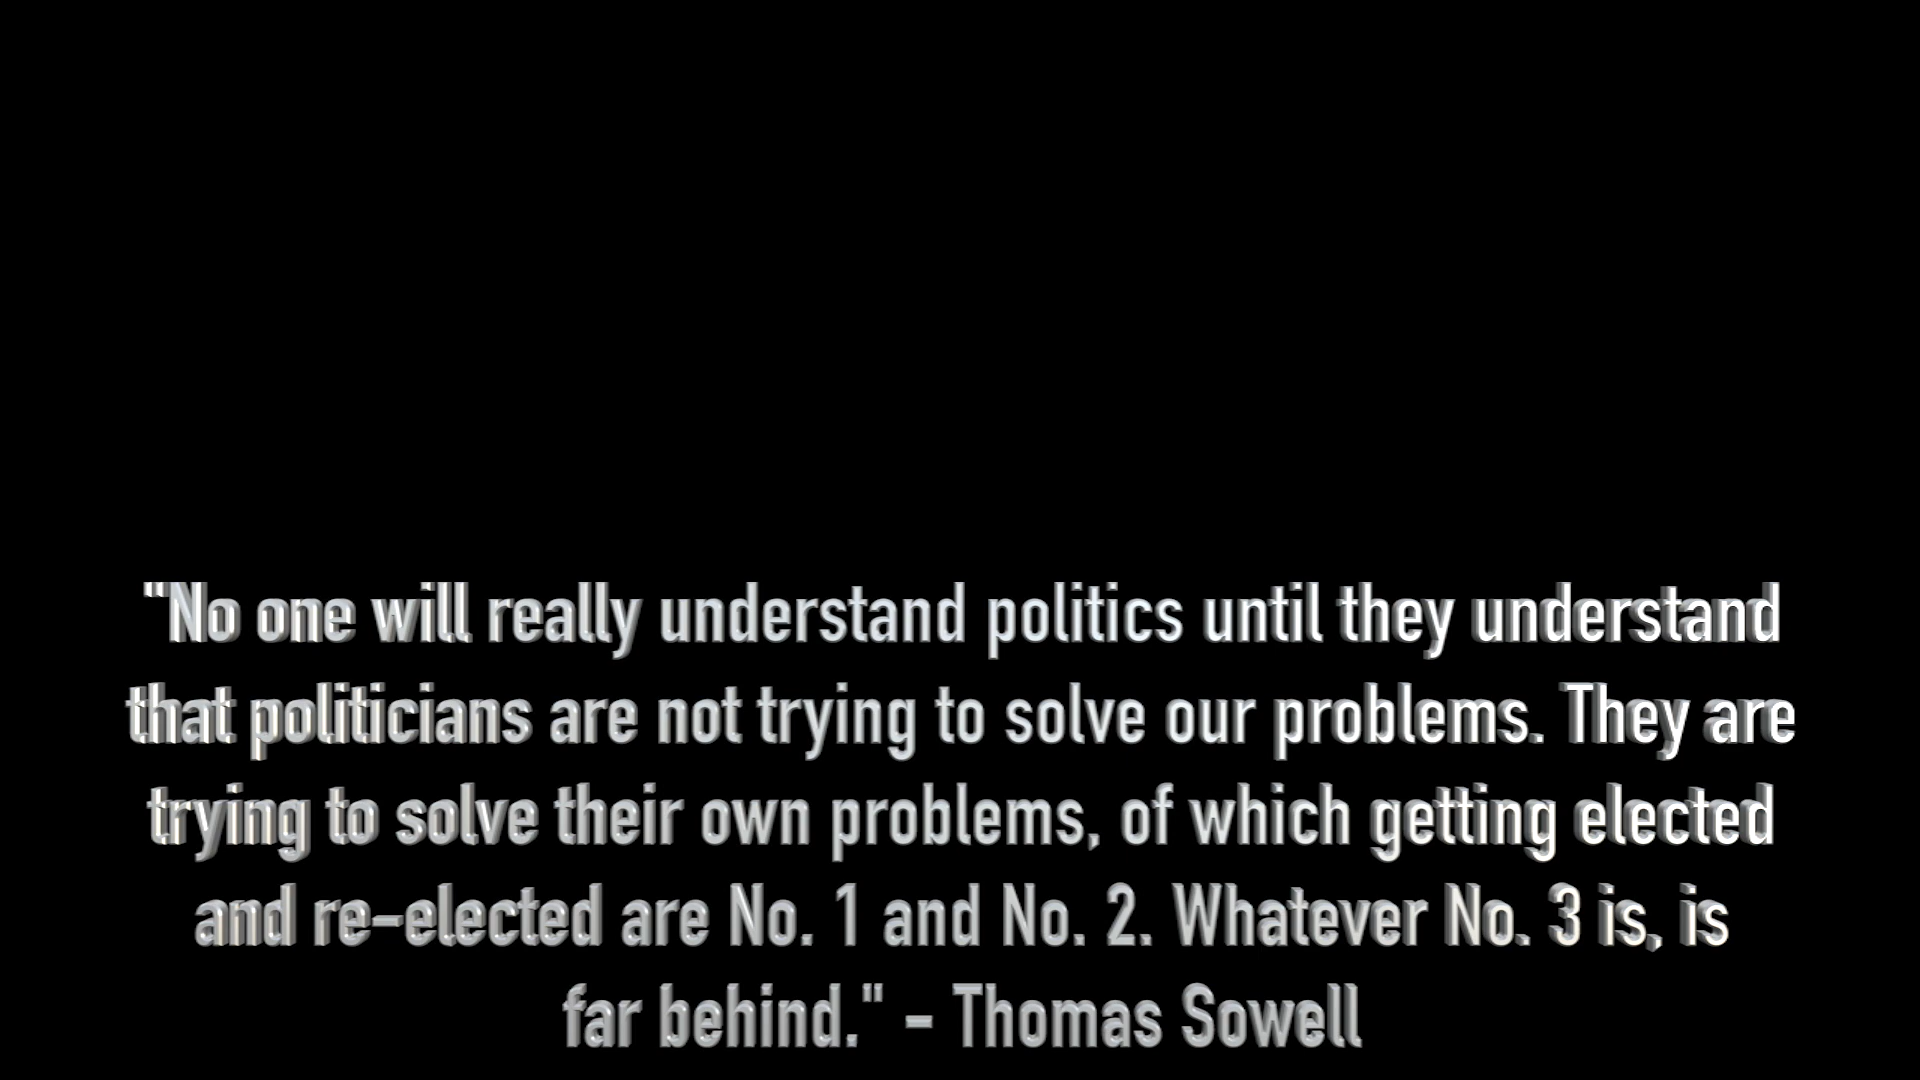 "No one will really understand politics until they understand
that politicians are not trying to solve our problems. They are
trying to solve their own problems, of which getting elected
and re-elected are No. 1 and No. 2. Whatever No. 3 is, is
far behind." - Thomas Sowell